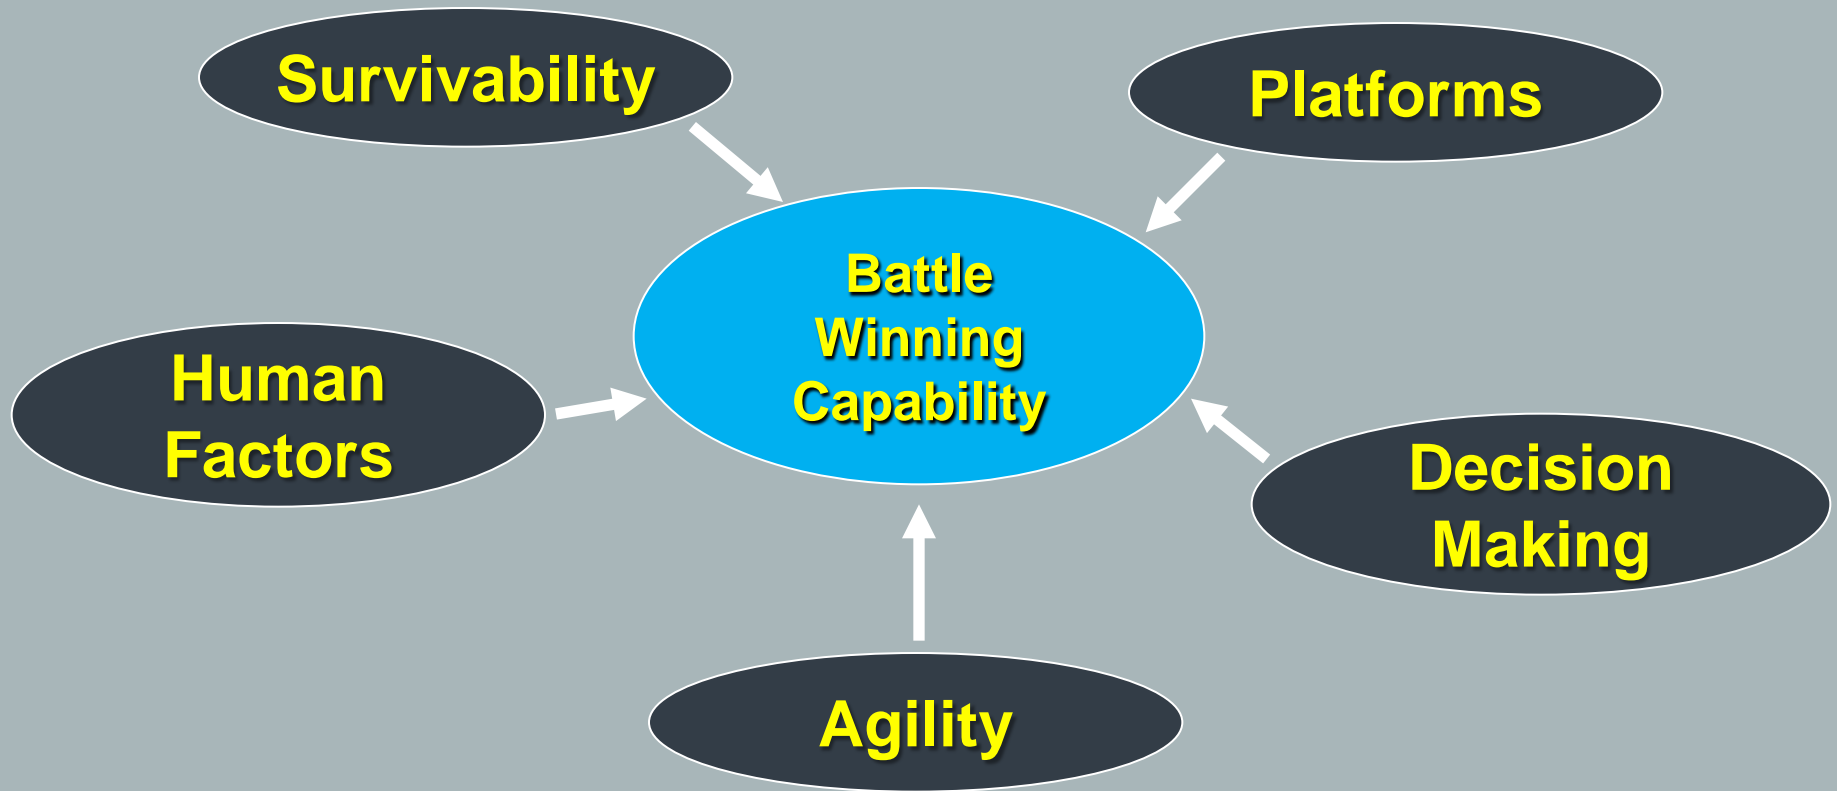 Survivability
Platforms
Battle
Winning
Capability
Human
Factors
Decision
Making
Agility